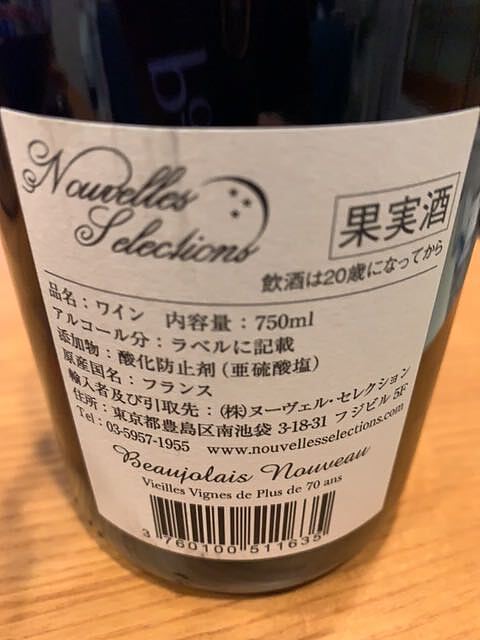 Nouvelles
Selections
果実酒
飲酒は20歳になってから
品名：ワイン 内容量：750ml
アルコール分：ラベルに記載
添加物：酸化防止剤(亜硫酸塩)
原産国名：フランス
輸入者及び引取先：(株)ヌーヴェル・セレクション
住所：東京都豊島区南池袋 3-18-31 フジビル 5F
Tel：03-5957-1955 www.nouvellesselections.com
Beaujolais Nouveau
Vieilles Vignes de Plus de 70 ans
3 760100 511635